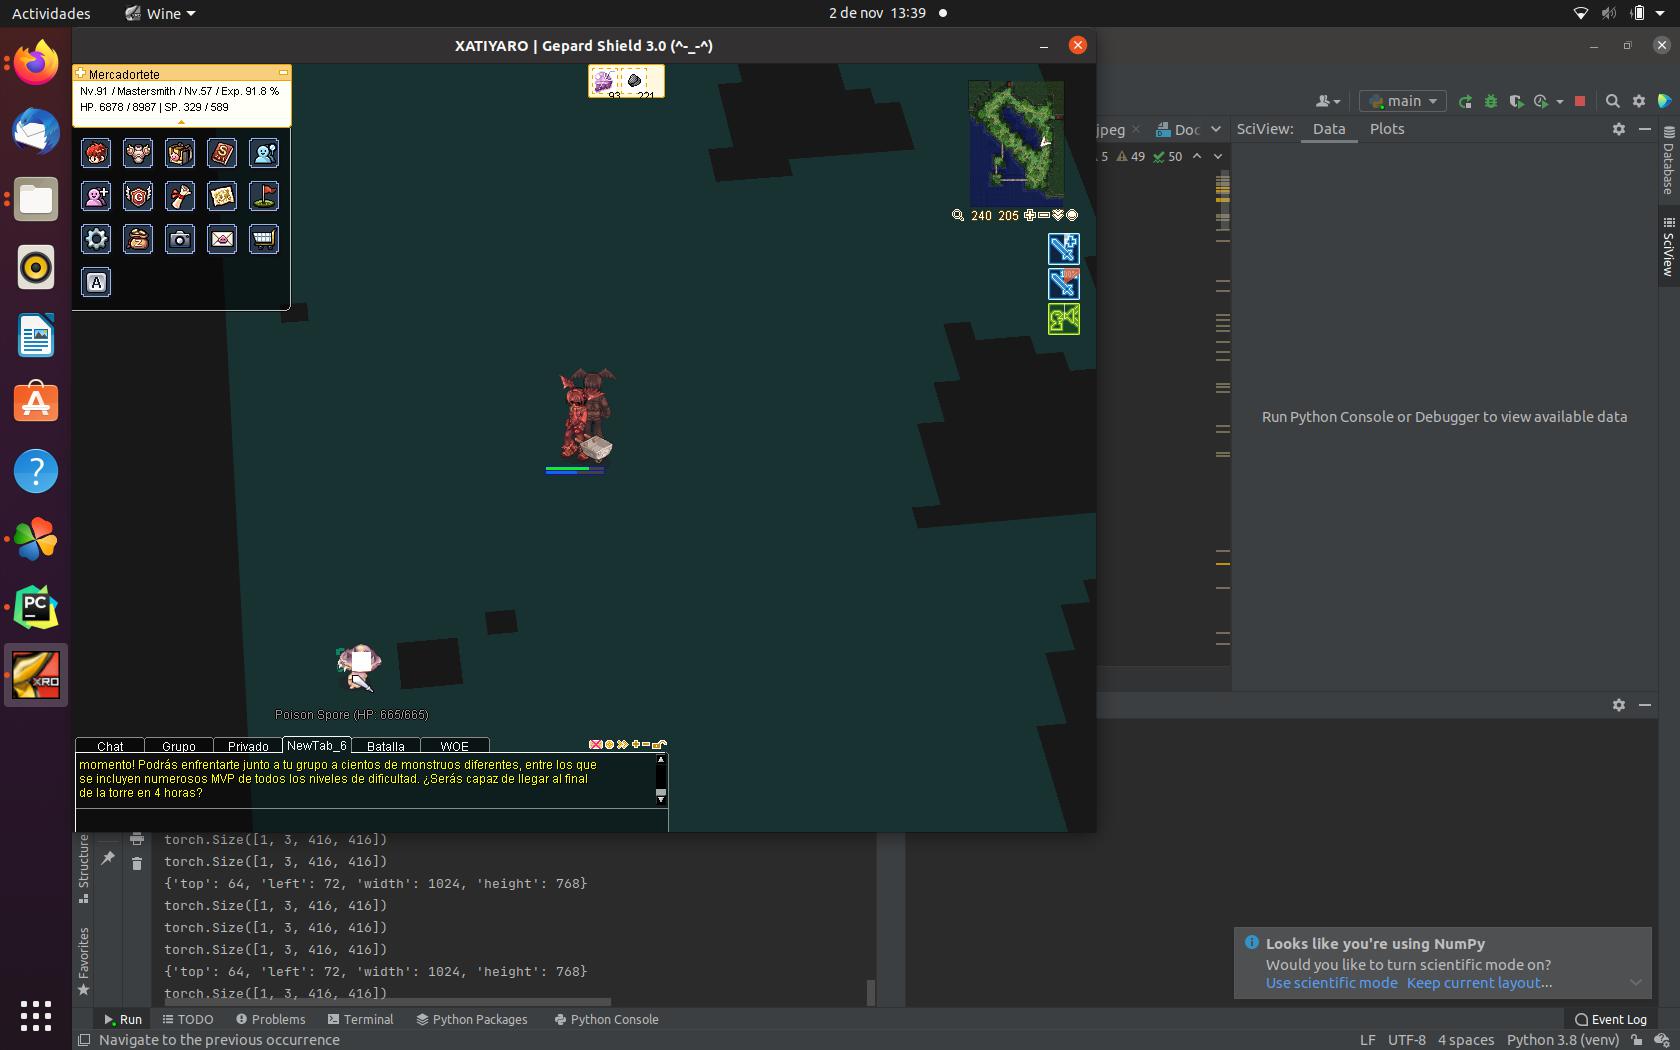 Actividades
Wine
2 de nov 13:39
XATIYARO | Gepard Shield 3.0 (^-_-^)
Mercadortete
Nv.91 / Mastersmith / Nv.57 / Exp. 91.8 %
HP. 6878 / 8987 | SP. 329 / 589
93
221
240 205
100%
A
main
jpeg
Doc
SciView:
Data
Plots
5
49
50
Database
SciView
Run Python Console or Debugger to view available data
Poison Spore (HP: 665/665)
Chat
Grupo
Privado
NewTab_6
Batalla
WOE
momento! Podrás enfrentarte junto a tu grupo a cientos de monstruos diferentes, entre los que
se incluyen numerosos MVP de todos los niveles de dificultad. ¿Serás capaz de llegar al final
de la torre en 4 horas?
PC
XRO
Structure
Favorites
torch.Size([1, 3, 416, 416])
torch.Size([1, 3, 416, 416])
{'top': 64, 'left': 72, 'width': 1024, 'height': 768}
torch.Size([1, 3, 416, 416])
torch.Size([1, 3, 416, 416])
torch.Size([1, 3, 416, 416])
{'top': 64, 'left': 72, 'width': 1024, 'height': 768}
torch.Size([1, 3, 416, 416])
Looks like you're using NumPy
Would you like to turn scientific mode on?
Use scientific mode Keep current layout...
Run
TODO
Problems
Terminal
Python Packages
Python Console
Event Log
Navigate to the previous occurrence
LF UTF-8 4 spaces Python 3.8 (venv)